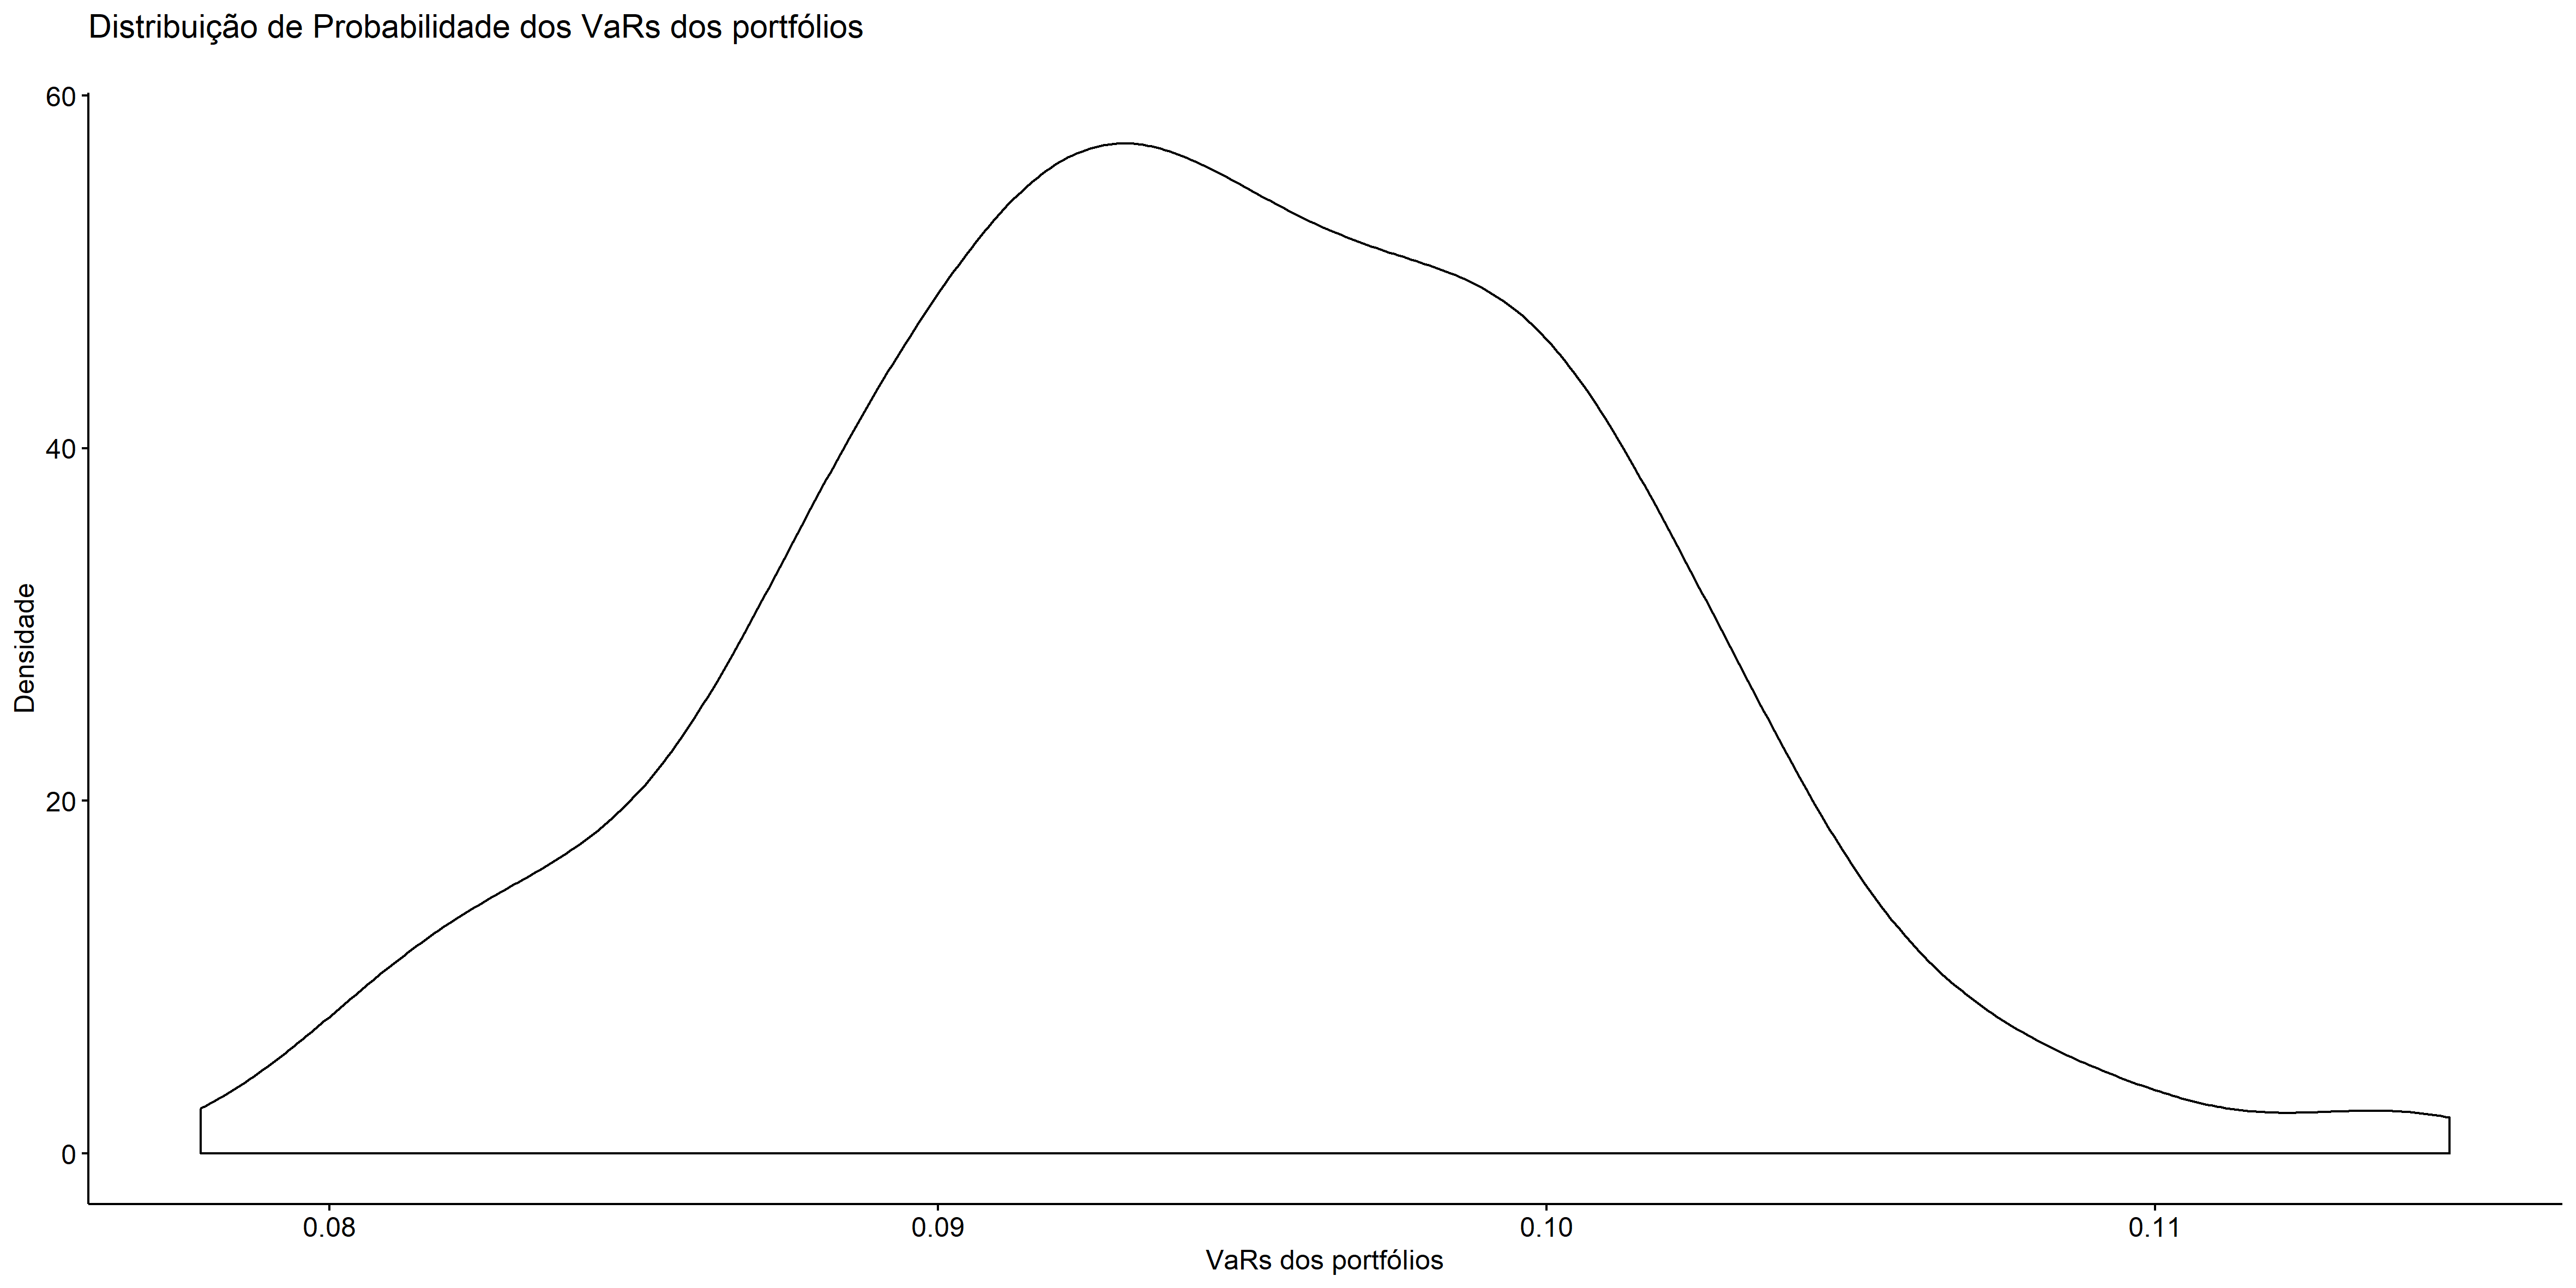 Distribuição de Probabilidade dos VaRs dos portfólios
60
40
20
0
Densidade
0.08
0.09
0.10
0.11
VaRs dos portfólios